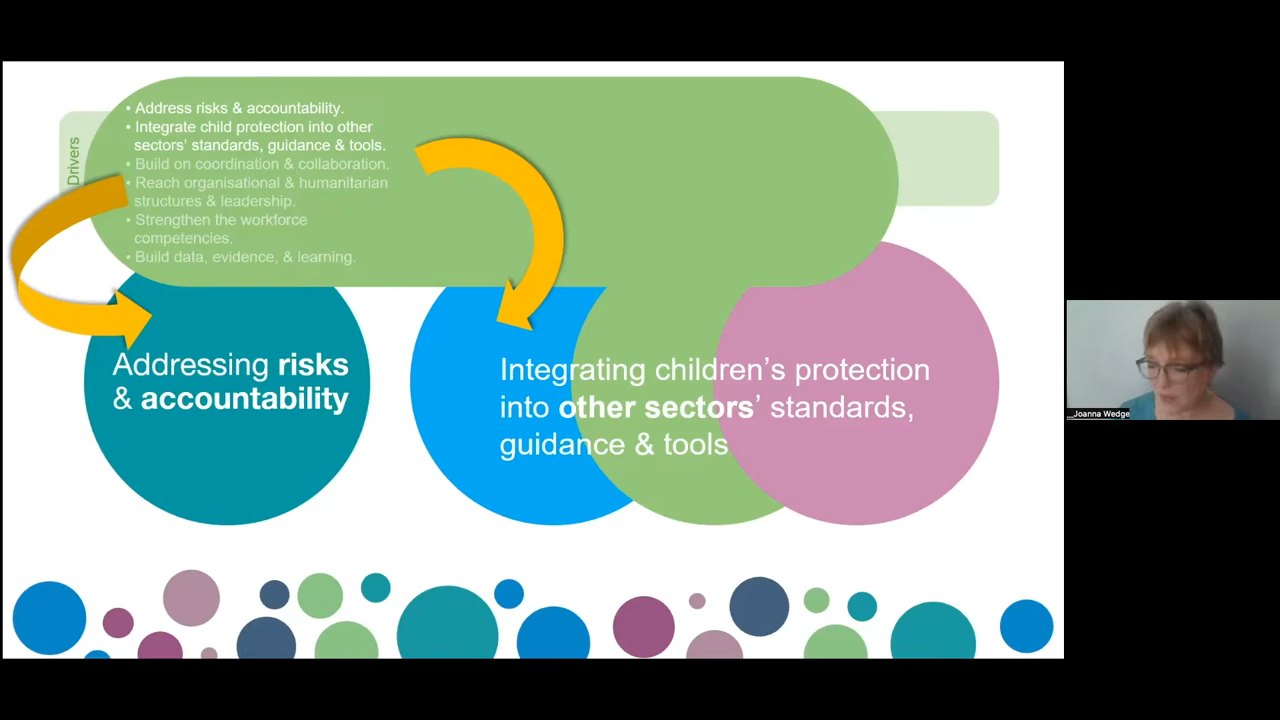 Drivers
• Address risks & accountability.
• Integrate child protection into other
sectors' standards, guidance & tools.
• Build on coordination & collaboration.
• Reach organisational & humanitarian
structures & leadership.
• Strengthen the workforce
competencies.
• Build data, evidence, & learning.
Addressing risks
& accountability
Integrating children's protection
into other sectors' standards,
guidance & tools
__Joanna Wedge